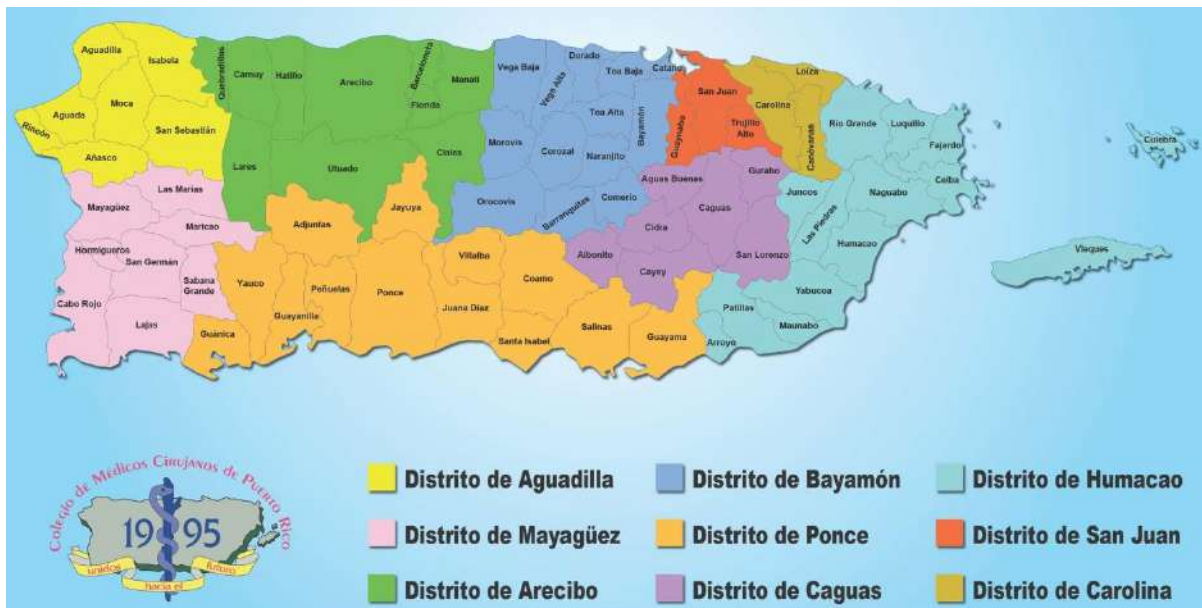 Aguadilla
Isabela
Quebradillas
Camuy
Hatillo
Arecibo
Barceloneta
Manatí
Vega Baja
Vega Alta
Dorado
Toa Baja
Cataño
San Juan
Loíza
Carolina
Moca
Aguada
Rincón
San Sebastián
Añasco
Florida
Ciales
Lares
Utuado
Morovis
Corozal
Toa Alta
Naranjito
Bayamón
Guaynabo
Trujillo
Alto
Canóvanas
Río Grande
Luquillo
Fajardo
Ceiba
Culebra
Las Marías
Mayagüez
Maricao
Adjuntas
Jayuya
Orocovis
Barranquitas
Comerío
Aguas Buenas
Gurabo
Juncos
Caguas
Cidra
Las Piedras
Naguabo
Humacao
Vieques
Hormigueros
San Germán
Sabana
Grande
Cabo Rojo
Lajas
Yauco
Guánica
Guayanilla
Peñuelas
Ponce
Villalba
Juana Díaz
Coamo
Santa Isabel
Aibonito
Cayey
San Lorenzo
Salinas
Guayama
Patillas
Arroyo
Yabucoa
Maunabo
Colegio de Médicos Cirujanos de Puerto Rico
1995
unidos
hacia el
futuro
Distrito de Aguadilla
Distrito de Bayamón
Distrito de Humacao
Distrito de Mayagüez
Distrito de Ponce
Distrito de San Juan
Distrito de Arecibo
Distrito de Caguas
Distrito de Carolina